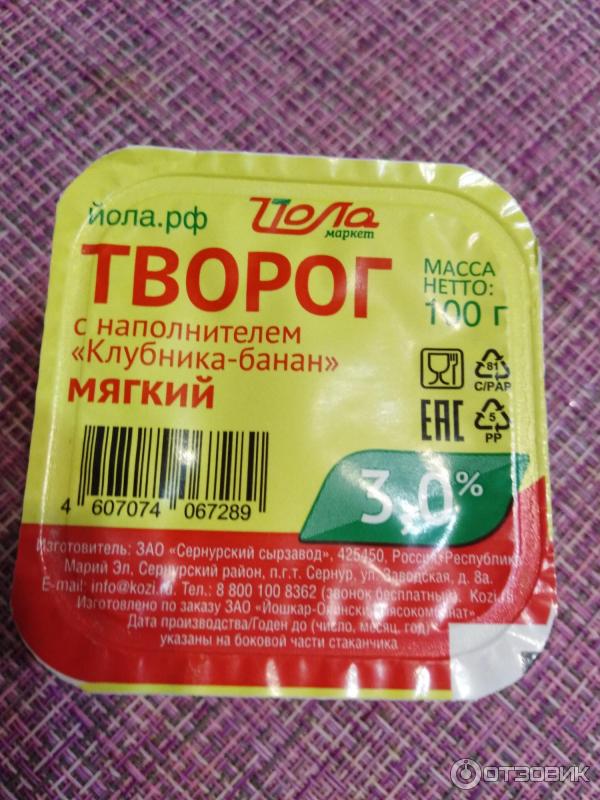 йола.рф
Йола
маркет
ТВОРОГ
с наполнителем
«Клубника-банан»
мягкий
МАССА
НЕТТО:
100 г
81
C/PAP
EAC
5
PP
3,0%
4 607074 067289
Изготовитель: ЗАО «Сернурский сырзавод», 425450, Россия, Республика
Марий Эл, Сернурский район, п.г.т. Сернур, ул. Заводская, д. 8а.
E-mail: info@kozi.ru. Тел.: 8 800 100 8362 (звонок бесплатный). Kozi.ru
Изготовлено по заказу ЗАО «Йошкар-Олинский мясокомбинат».
Дата производства/Годен до (число, месяц, год)
указаны на боковой части стаканчика
ОТЗОВИК